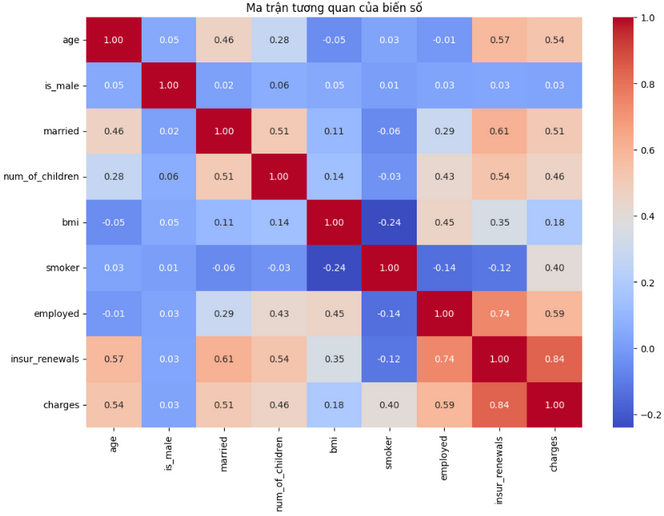 Ma trận tương quan của biến số
age 1.00 0.05 0.46 0.28 -0.05 0.03 -0.01 0.57 0.54
is_male 0.05 1.00 0.02 0.06 0.05 0.01 0.03 0.03 0.03
married 0.46 0.02 1.00 0.51 0.11 -0.06 0.29 0.61 0.51
num_of_children 0.28 0.06 0.51 1.00 0.14 -0.03 0.43 0.54 0.46
bmi -0.05 0.05 0.11 0.14 1.00 -0.24 0.45 0.35 0.18
smoker 0.03 0.01 -0.06 -0.03 -0.24 1.00 -0.14 -0.12 0.40
employed -0.01 0.03 0.29 0.43 0.45 -0.14 1.00 0.74 0.59
insur_renewals 0.57 0.03 0.61 0.54 0.35 -0.12 0.74 1.00 0.84
charges 0.54 0.03 0.51 0.46 0.18 0.40 0.59 0.84 1.00
age is_male married num_of_children bmi smoker employed insur_renewals charges
1.0
0.8
0.6
0.4
0.2
0.0
−0.2